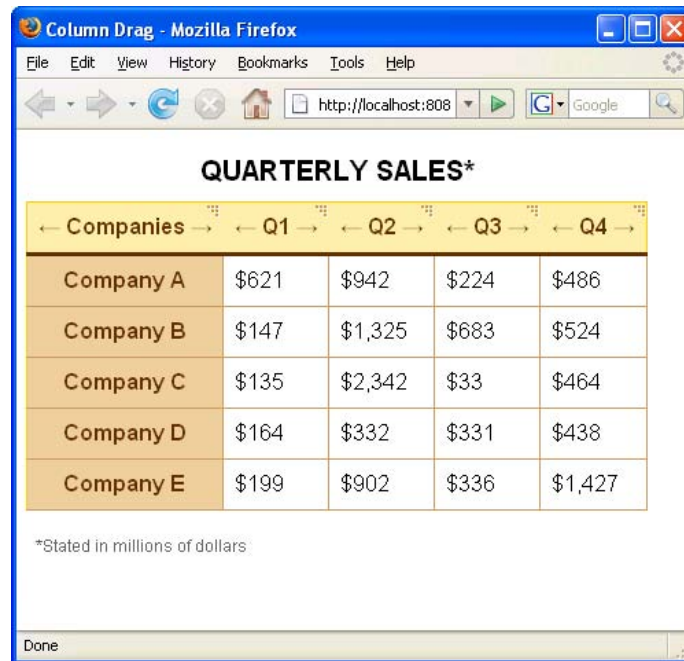 Column Drag - Mozilla Firefox
File Edit View History Bookmarks Tools Help
http://localhost:808 G Google
QUARTERLY SALES*
← Companies → ← Q1 → ← Q2 → ← Q3 → ← Q4 →
Company A $621 $942 $224 $486
Company B $147 $1,325 $683 $524
Company C $135 $2,342 $33 $464
Company D $164 $332 $331 $438
Company E $199 $902 $336 $1,427
*Stated in millions of dollars
Done